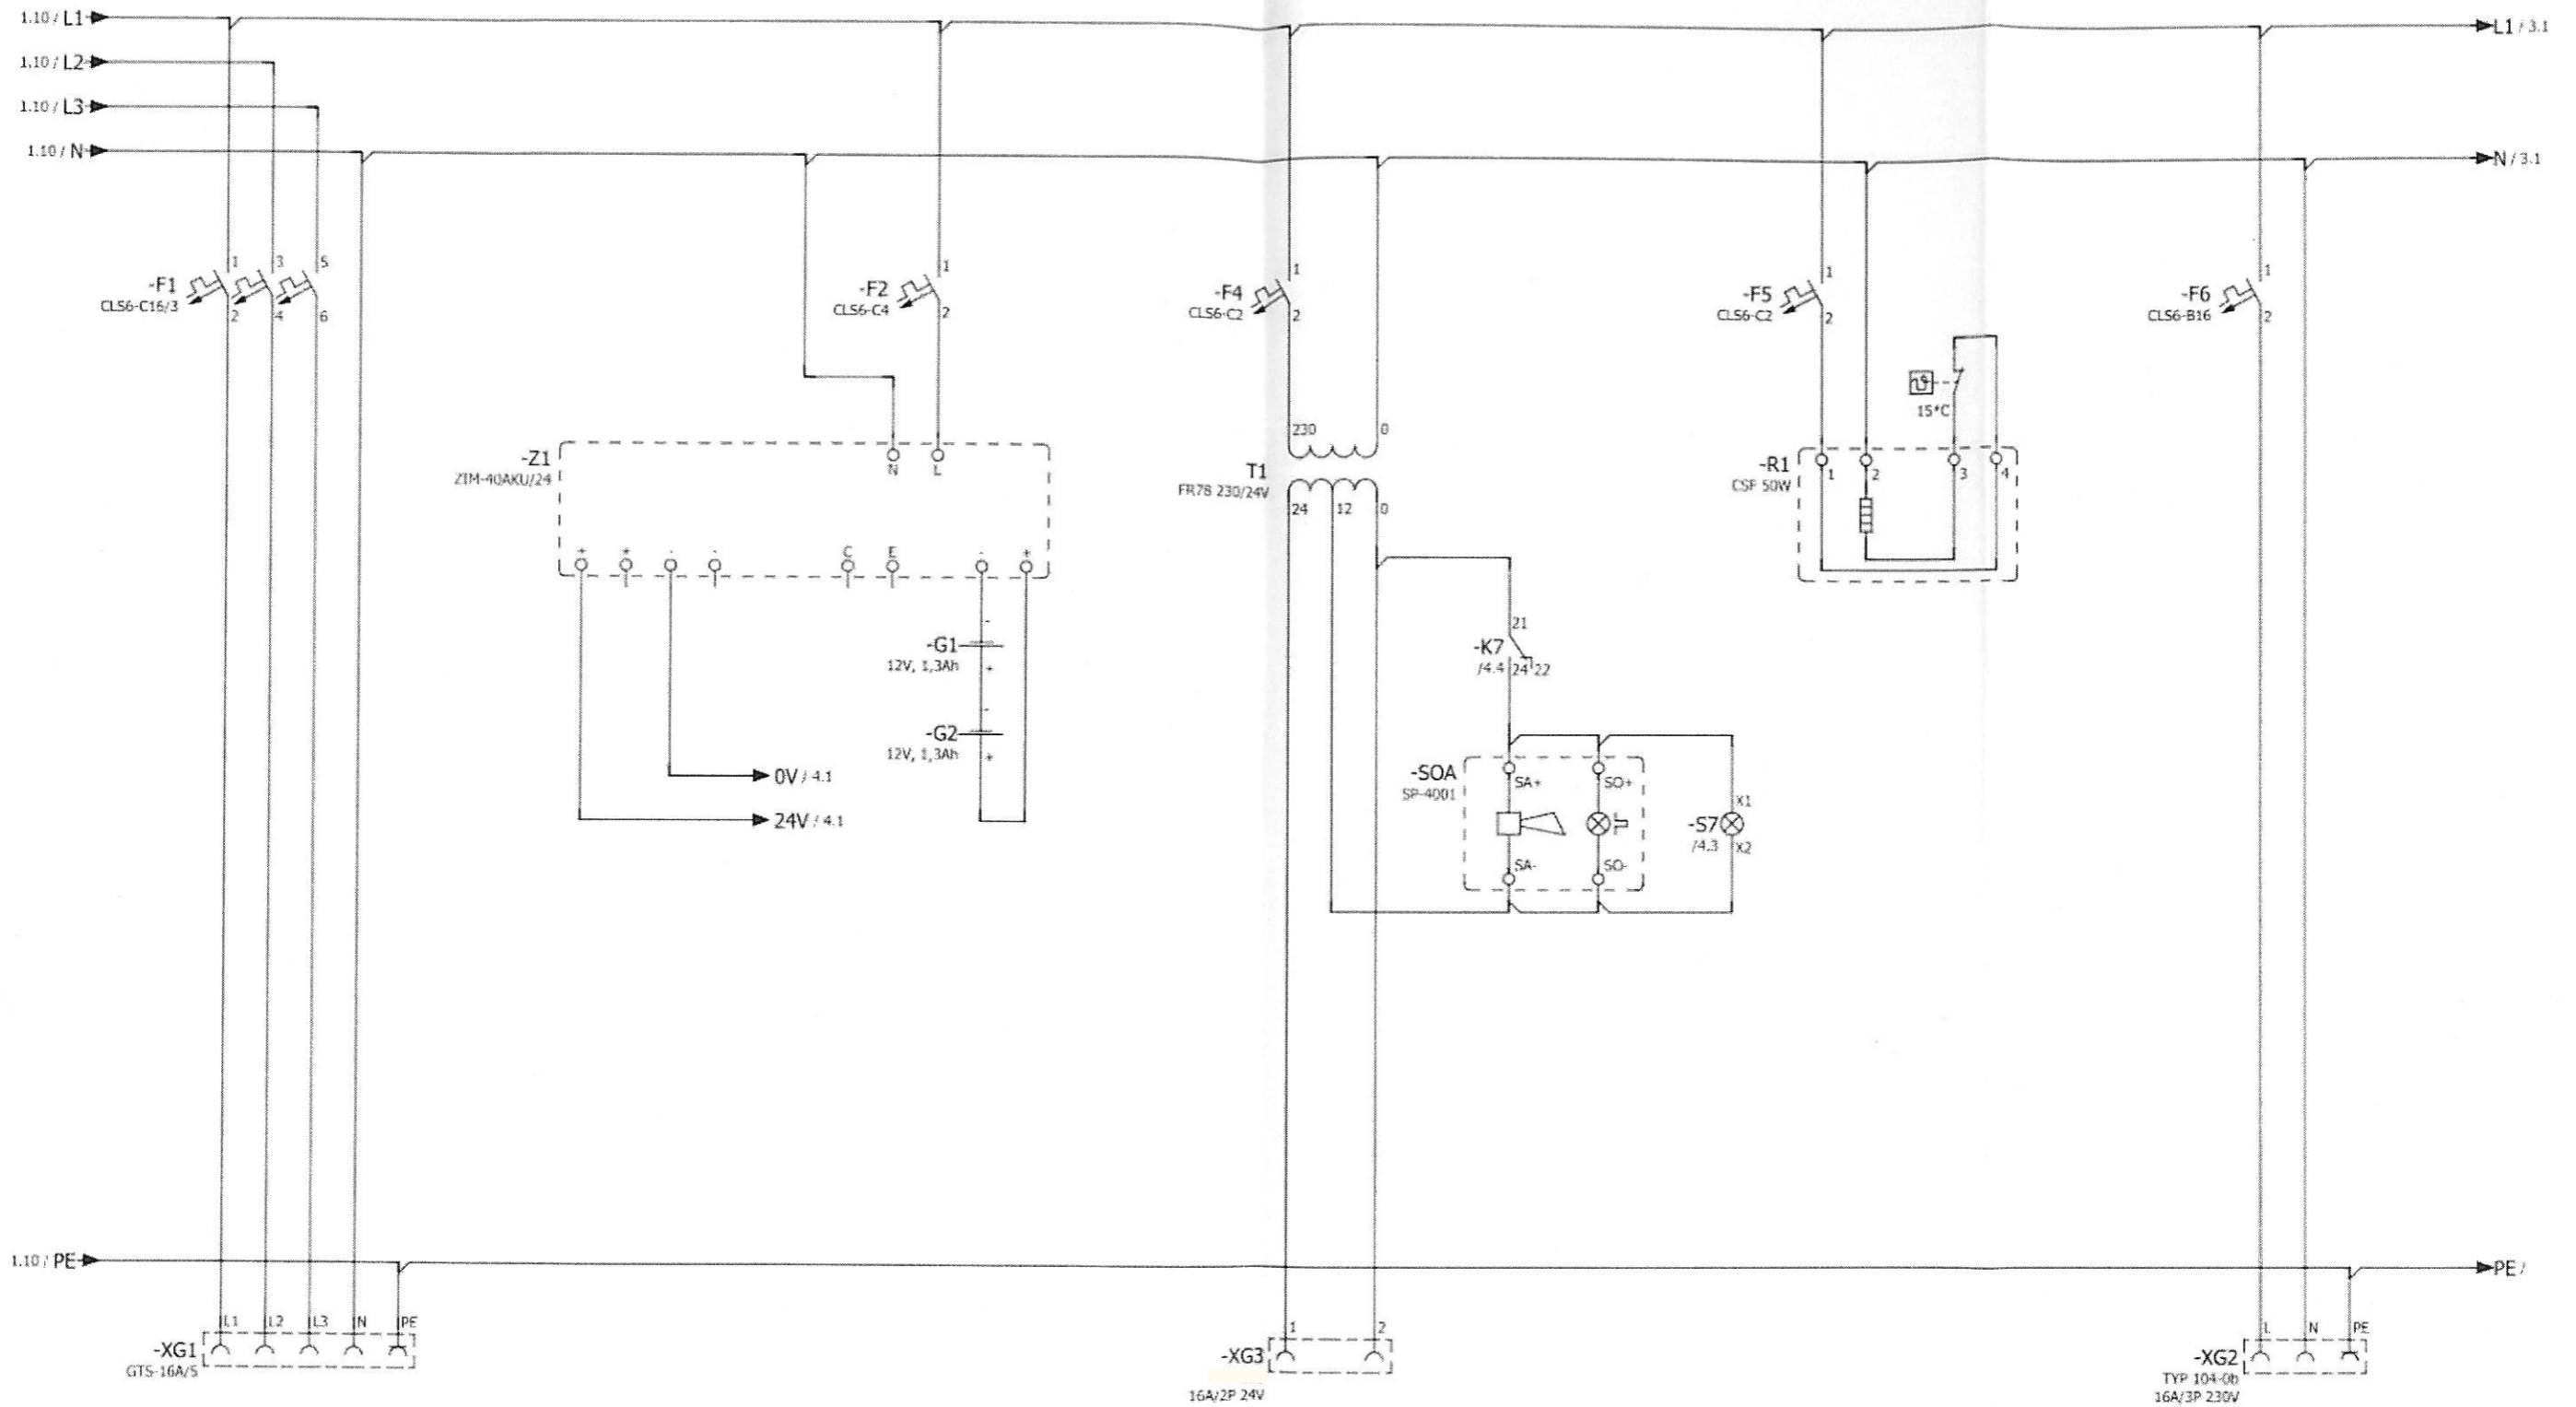 1.10 / L1
L1 / 3.1
1.10 / L2
1.10 / L3
1.10 / N
N / 3.1
1 3 5
-F1
CLS6-C16/3
2 4 6
1
-F2
CLS6-C4
2
1
-F4
CLS6-C2
2
1
-F5
CLS6-C2
2
1
-F6
CLS6-B16
2
15°C
-Z1
ZIM-40AKU/24
N L
+ + - - C E - +
230 0
T1
FR78 230/24V
24 12 0
-R1
CSF 50W
1 2 3 4
-
-G1
12V, 1,3Ah
+
-
-G2
12V, 1,3Ah
+
0V / 4.1
24V / 4.1
21
-K7
/4.4 24 22
-SOA
SP-4001
SA+ SO+
SA- SO-
X1
-S7
/4.3 X2
1.10 / PE
PE /
L1 L2 L3 N PE
-XG1
GTS-16A/5
1 2
-XG3
16A/2P 24V
L N PE
-XG2
TYP 104-0b
16A/3P 230V